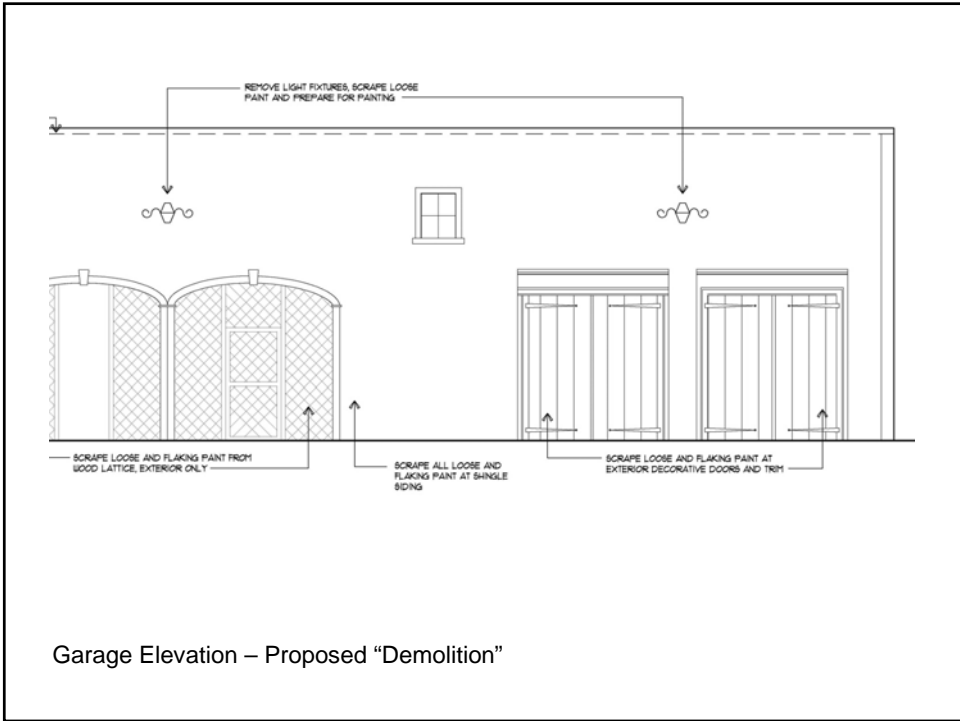 REMOVE LIGHT FIXTURES, SCRAPE LOOSE
PAINT AND PREPARE FOR PAINTING
SCRAPE LOOSE AND FLAKING PAINT FROM
WOOD LATTICE, EXTERIOR ONLY
SCRAPE ALL LOOSE AND
FLAKING PAINT AT SHINGLE
SIDING
SCRAPE LOOSE AND FLAKING PAINT AT
EXTERIOR DECORATIVE DOORS AND TRIM
Garage Elevation – Proposed “Demolition”